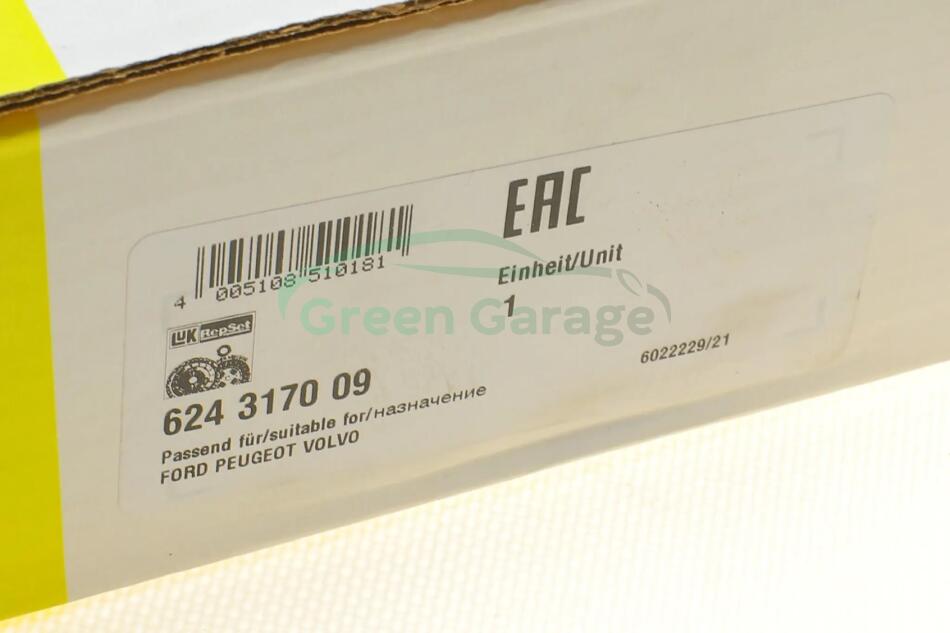 EAC
4 005108 510181
Einheit/Unit
1
Green Garage
LUK RepSet
6022229/21
624 3170 09
Passend für/suitable for/назначение
FORD PEUGEOT VOLVO